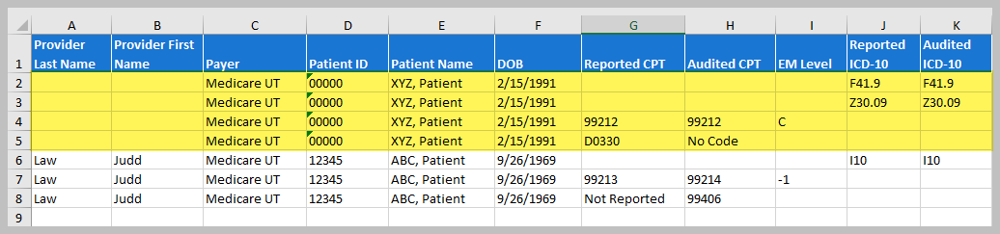 A B C D E F G H I J K
1 Provider Last Name Provider First Name Payer Patient ID Patient Name DOB Reported CPT Audited CPT EM Level Reported ICD-10 Audited ICD-10
2 Medicare UT 00000 XYZ, Patient 2/15/1991 F41.9 F41.9
3 Medicare UT 00000 XYZ, Patient 2/15/1991 Z30.09 Z30.09
4 Medicare UT 00000 XYZ, Patient 2/15/1991 99212 99212 C
5 Medicare UT 00000 XYZ, Patient 2/15/1991 D0330 No Code
6 Law Judd Medicare UT 12345 ABC, Patient 9/26/1969 I10 I10
7 Law Judd Medicare UT 12345 ABC, Patient 9/26/1969 99213 99214 -1
8 Law Judd Medicare UT 12345 ABC, Patient 9/26/1969 Not Reported 99406
9